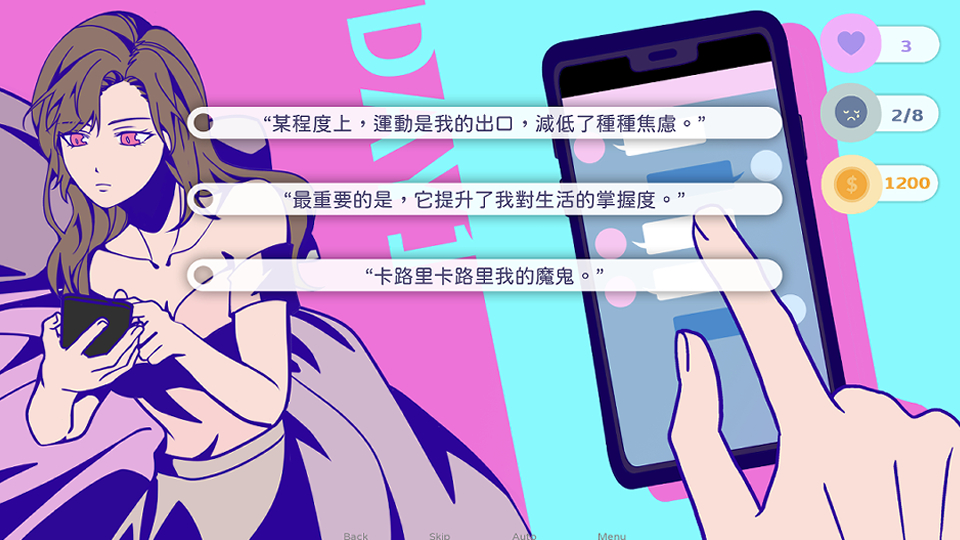 DAVI
3
“某程度上，運動是我的出口，減低了種種焦慮。”
2/8
“最重要的是，它提升了我對生活的掌握度。”
1200
“卡路里卡路里我的魔鬼。”
Back
Skip
Auto
Menu